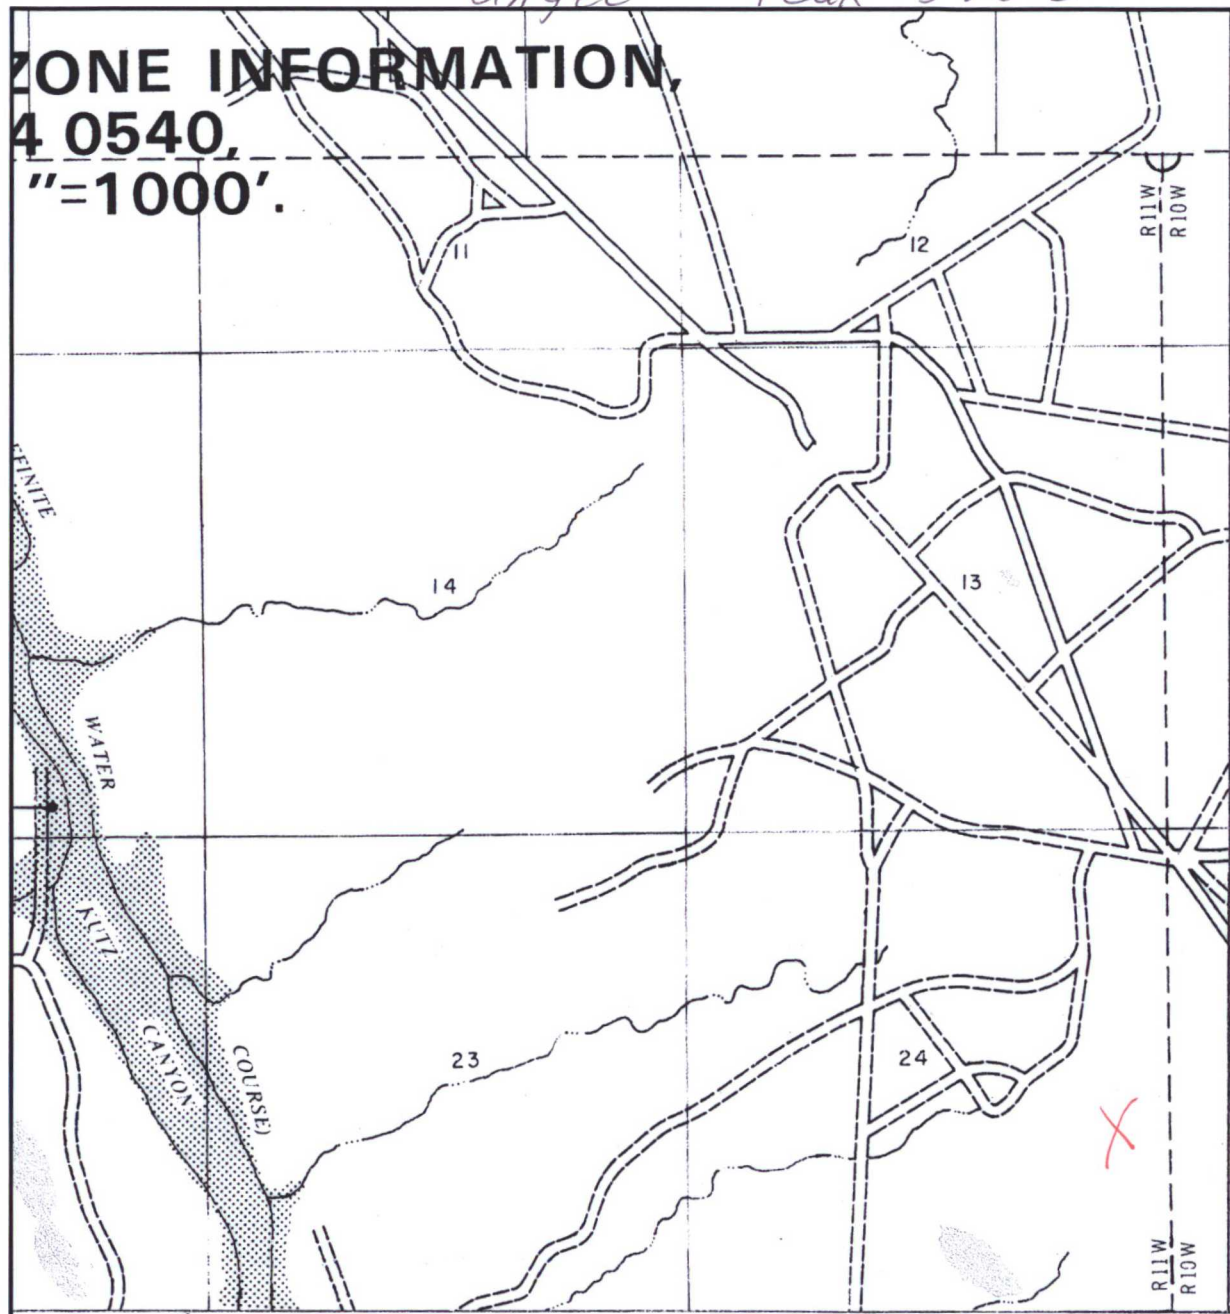 ZONE INFORMATION,
4 0540,
"=1000'.
R11W
R10W
11
12
FINITE
14
13
WATER
KUTZ
CANYON
COURSE)
23
24
X
R11W
R10W